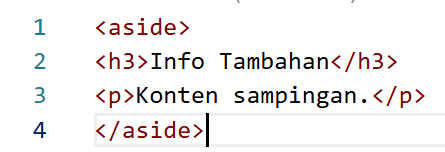 1 <aside>
2 <h3>Info Tambahan</h3>
3 <p>Konten sampingan.</p>
4 </aside>